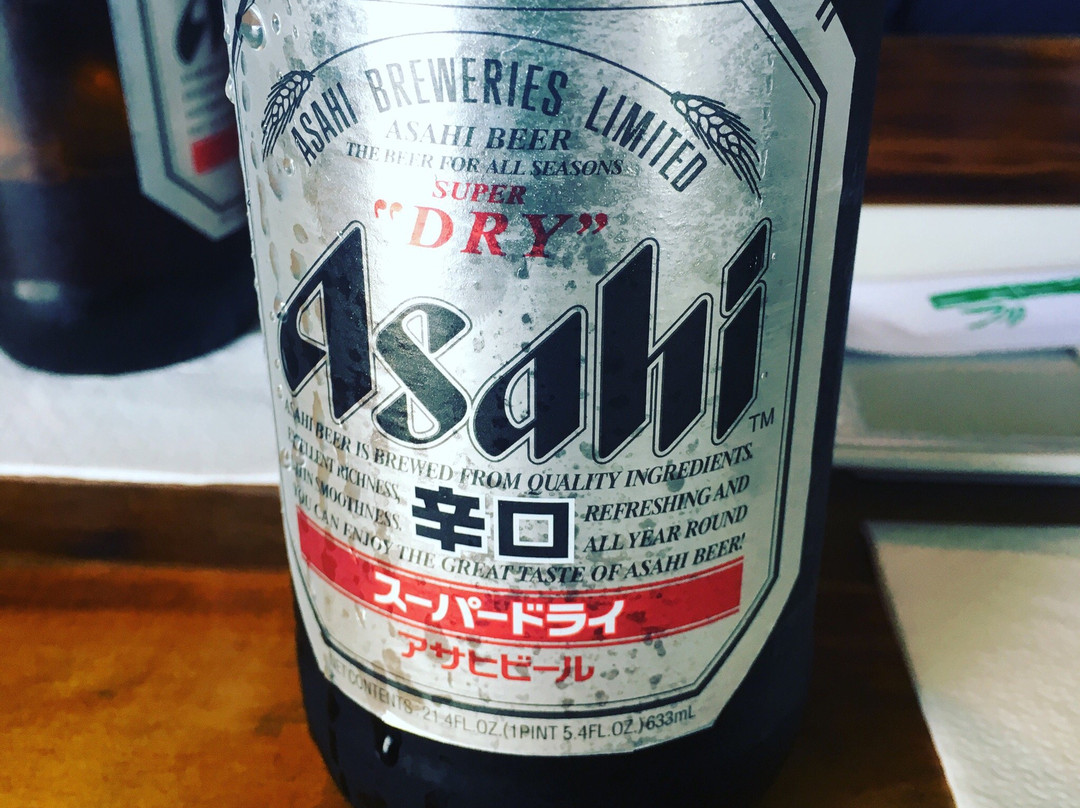 ASAHI BREWERIES LIMITED
ASAHI BEER
THE BEER FOR ALL SEASONS
SUPER
"DRY"
Asahi
TM
ASAHI BEER IS BREWED FROM QUALITY INGREDIENTS.
EXCELLENT RICHNESS, REFRESHING AND
SMOOTHNESS. ALL YEAR ROUND
辛口
YOU CAN ENJOY THE GREAT TASTE OF ASAHI BEER!
スーパードライ
アサヒビール
NET CONTENTS: 21.4FL.OZ.(1PINT 5.4FL.OZ.)633mL